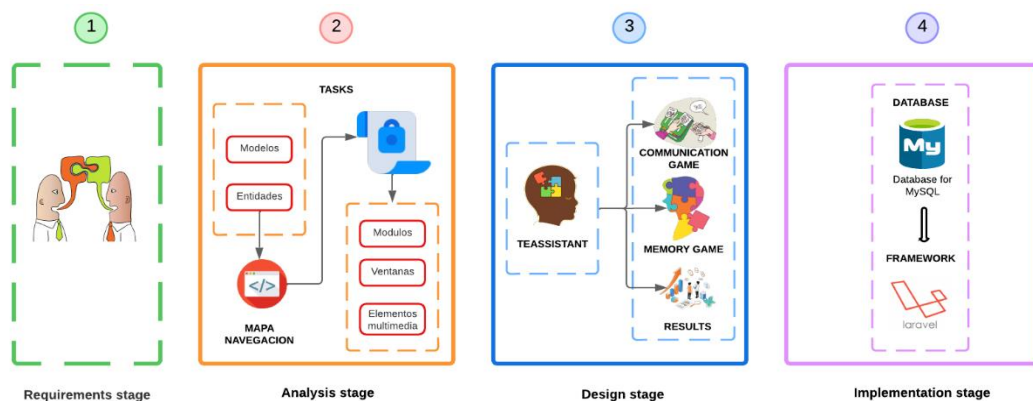 1
2
3
4
TASKS
Modelos
Entidades
MAPA
NAVEGACION
Modulos
Ventanas
Elementos
multimedia
TEASSISTANT
COMMUNICATION
GAME
MEMORY GAME
RESULTS
DATABASE
My
Database for
MySQL
FRAMEWORK
laravel
Requirements stage
Analysis stage
Design stage
Implementation stage